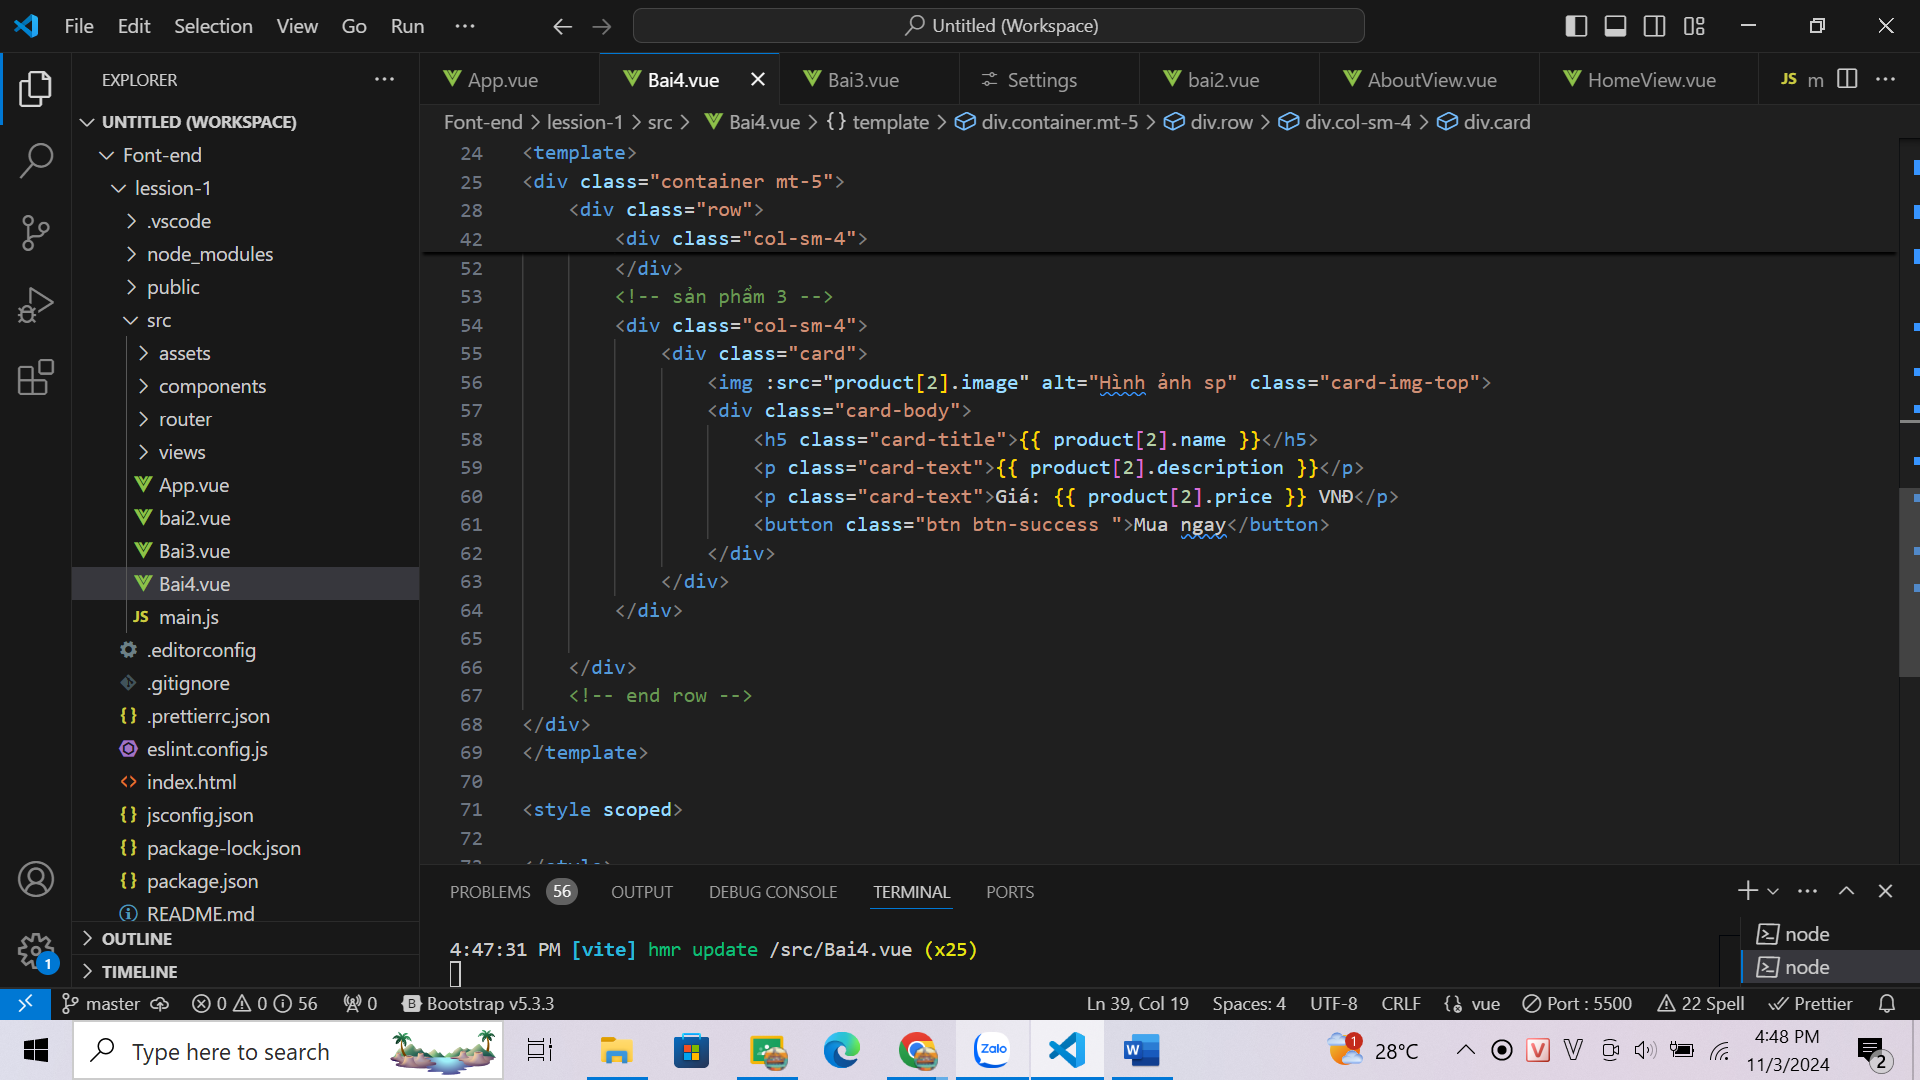 File Edit Selection View Go Run ··· Untitled (Workspace)
EXPLORER ···
UNTITLED (WORKSPACE)
Font-end
lession-1
.vscode
node_modules
public
src
assets
components
router
views
App.vue
bai2.vue
Bai3.vue
Bai4.vue
JS main.js
.editorconfig
.gitignore
{} .prettierrc.json
eslint.config.js
<> index.html
{} jsconfig.json
{} package-lock.json
{} package.json
README.md
OUTLINE
TIMELINE
1
App.vue Bai4.vue Bai3.vue Settings bai2.vue AboutView.vue HomeView.vue JS m ···
Font-end > lession-1 > src > Bai4.vue > {} template > div.container.mt-5 > div.row > div.col-sm-4 > div.card
24 <template>
25 <div class="container mt-5">
28 <div class="row">
42 <div class="col-sm-4">
52 </div>
53 <!-- sản phẩm 3 -->
54 <div class="col-sm-4">
55 <div class="card">
56 <img :src="product[2].image" alt="Hình ảnh sp" class="card-img-top">
57 <div class="card-body">
58 <h5 class="card-title">{{ product[2].name }}</h5>
59 <p class="card-text">{{ product[2].description }}</p>
60 <p class="card-text">Giá: {{ product[2].price }} VNĐ</p>
61 <button class="btn btn-success ">Mua ngay</button>
62 </div>
63 </div>
64 </div>
65
66 </div>
67 <!-- end row -->
68 </div>
69 </template>
70
71 <style scoped>
72
73 </style>
PROBLEMS 56 OUTPUT DEBUG CONSOLE TERMINAL PORTS ···
4:47:31 PM [vite] hmr update /src/Bai4.vue (x25)
node
node
master 0 0 56 0 B Bootstrap v5.3.3 Ln 39, Col 19 Spaces: 4 UTF-8 CRLF vue Port : 5500 22 Spell Prettier
Type here to search Zalo W 1 28°C V V 4:48 PM
11/3/2024 2